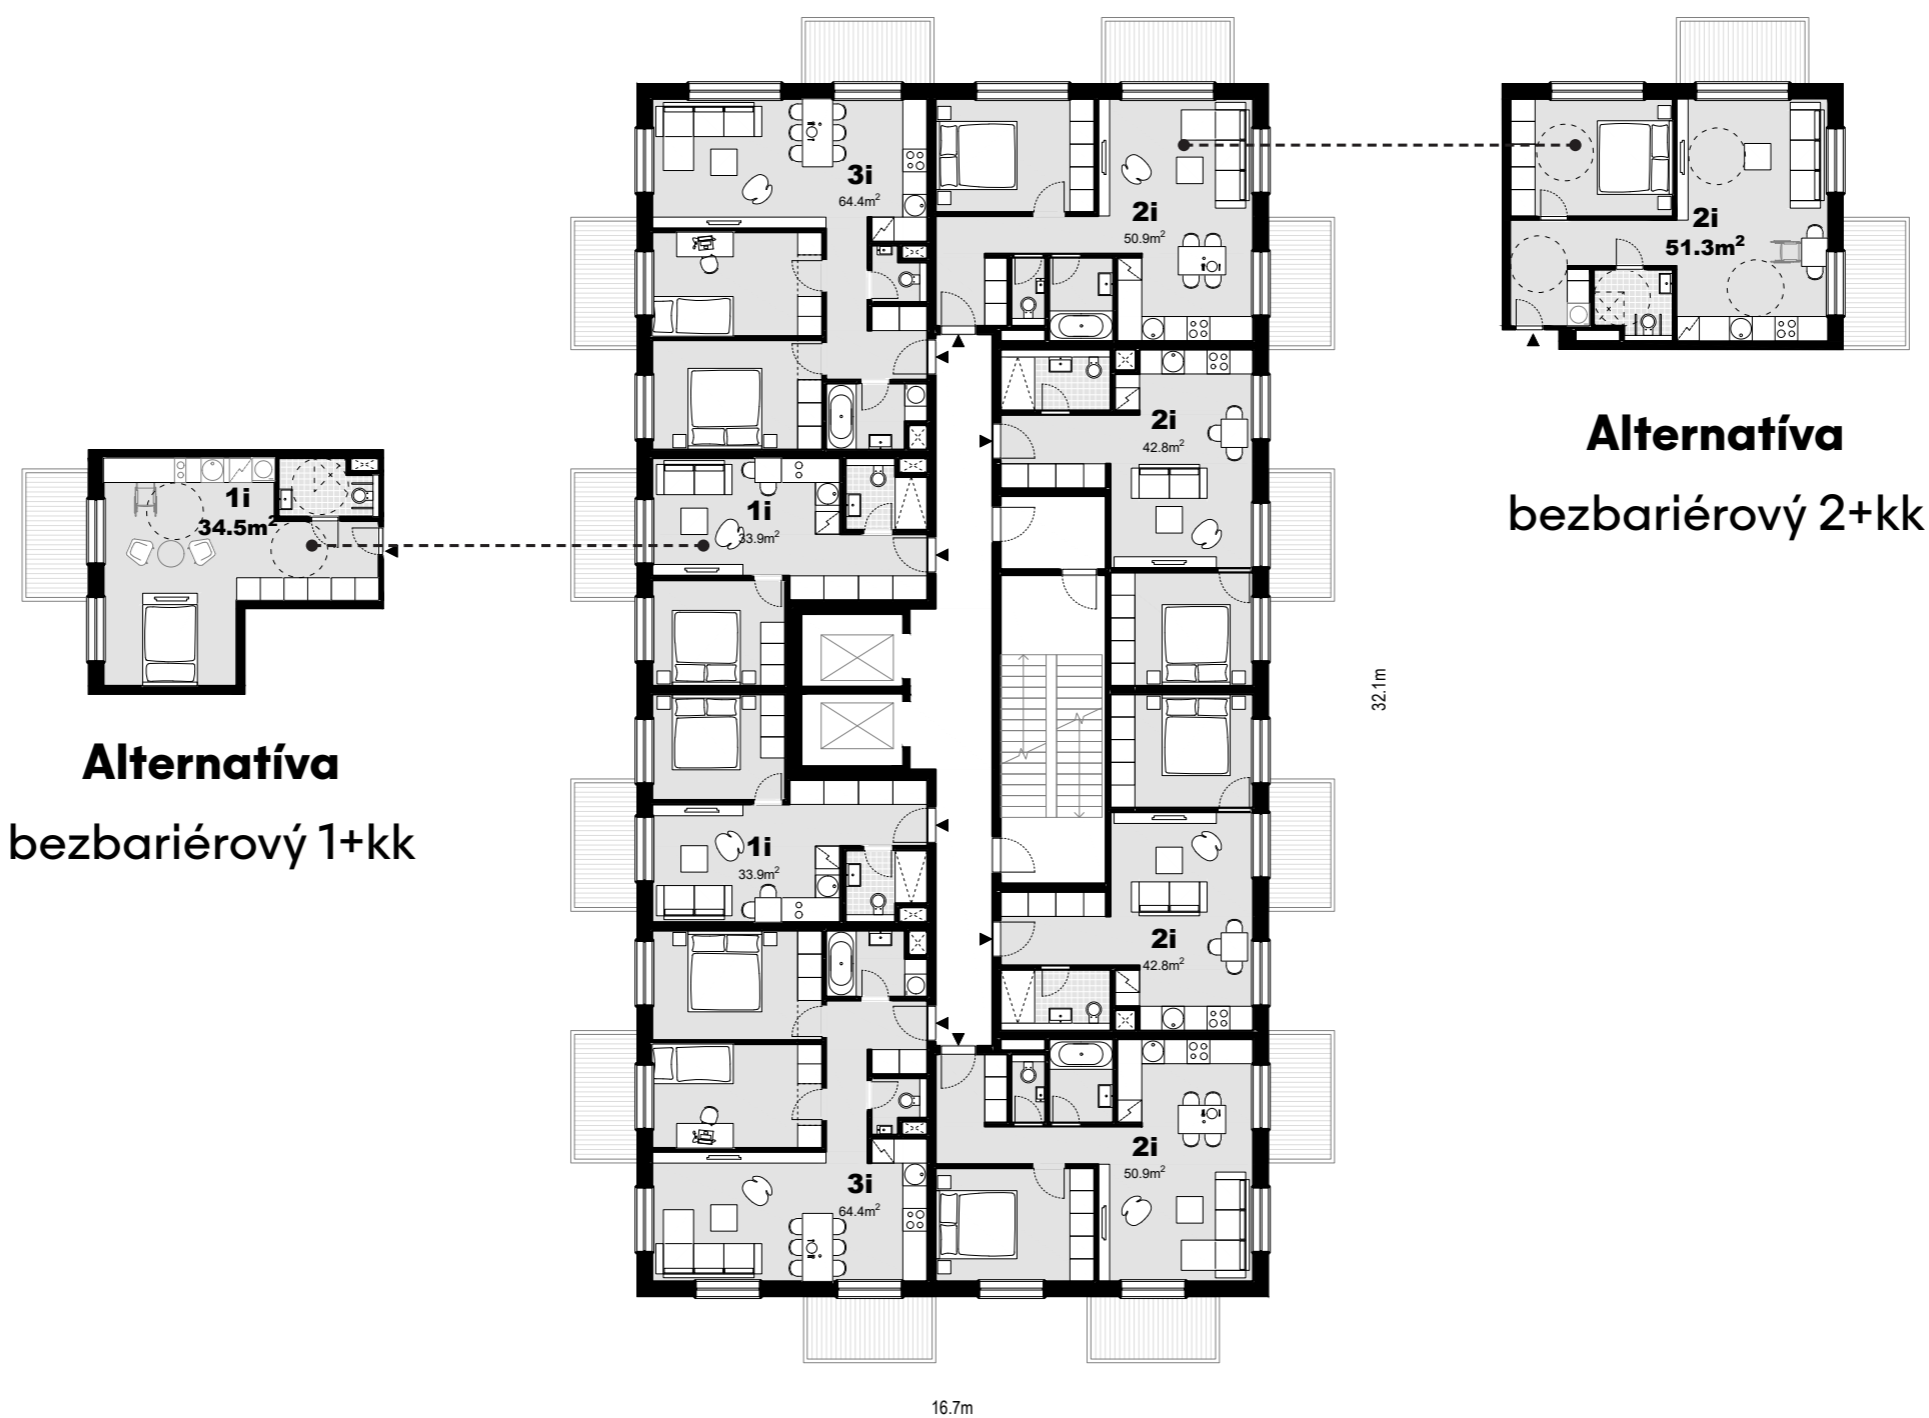 3i
64.4m²
2i
50.9m²
2i
51.3m²
Alternatíva
bezbariérový 2+kk
2i
42.8m²
1i
34.5m²
1i
33.9m²
Alternatíva
bezbariérový 1+kk
32.1m
1i
33.9m²
2i
42.8m²
2i
50.9m²
3i
64.4m²
16.7m